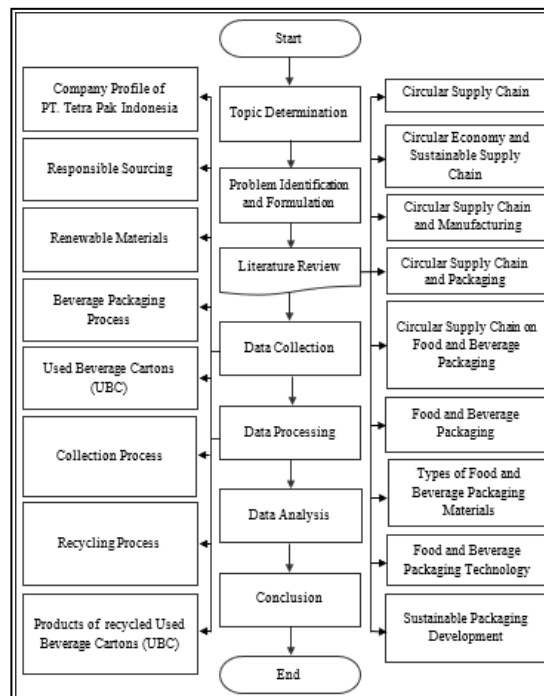 Start
Topic Determination
Problem Identification
and Formulation
Literature Review
Data Collection
Data Processing
Data Analysis
Conclusion
End
Company Profile of
PT. Tetra Pak Indonesia
Responsible Sourcing
Renewable Materials
Beverage Packaging
Process
Used Beverage Cartons
(UBC)
Collection Process
Recycling Process
Products of recycled Used
Beverage Cartons (UBC)
Circular Supply Chain
Circular Economy and
Sustainable Supply
Chain
Circular Supply Chain
and Manufacturing
Circular Supply Chain
and Packaging
Circular Supply Chain on
Food and Beverage
Packaging
Food and Beverage
Packaging
Types of Food and
Beverage Packaging
Materials
Food and Beverage
Packaging Technology
Sustainable Packaging
Development